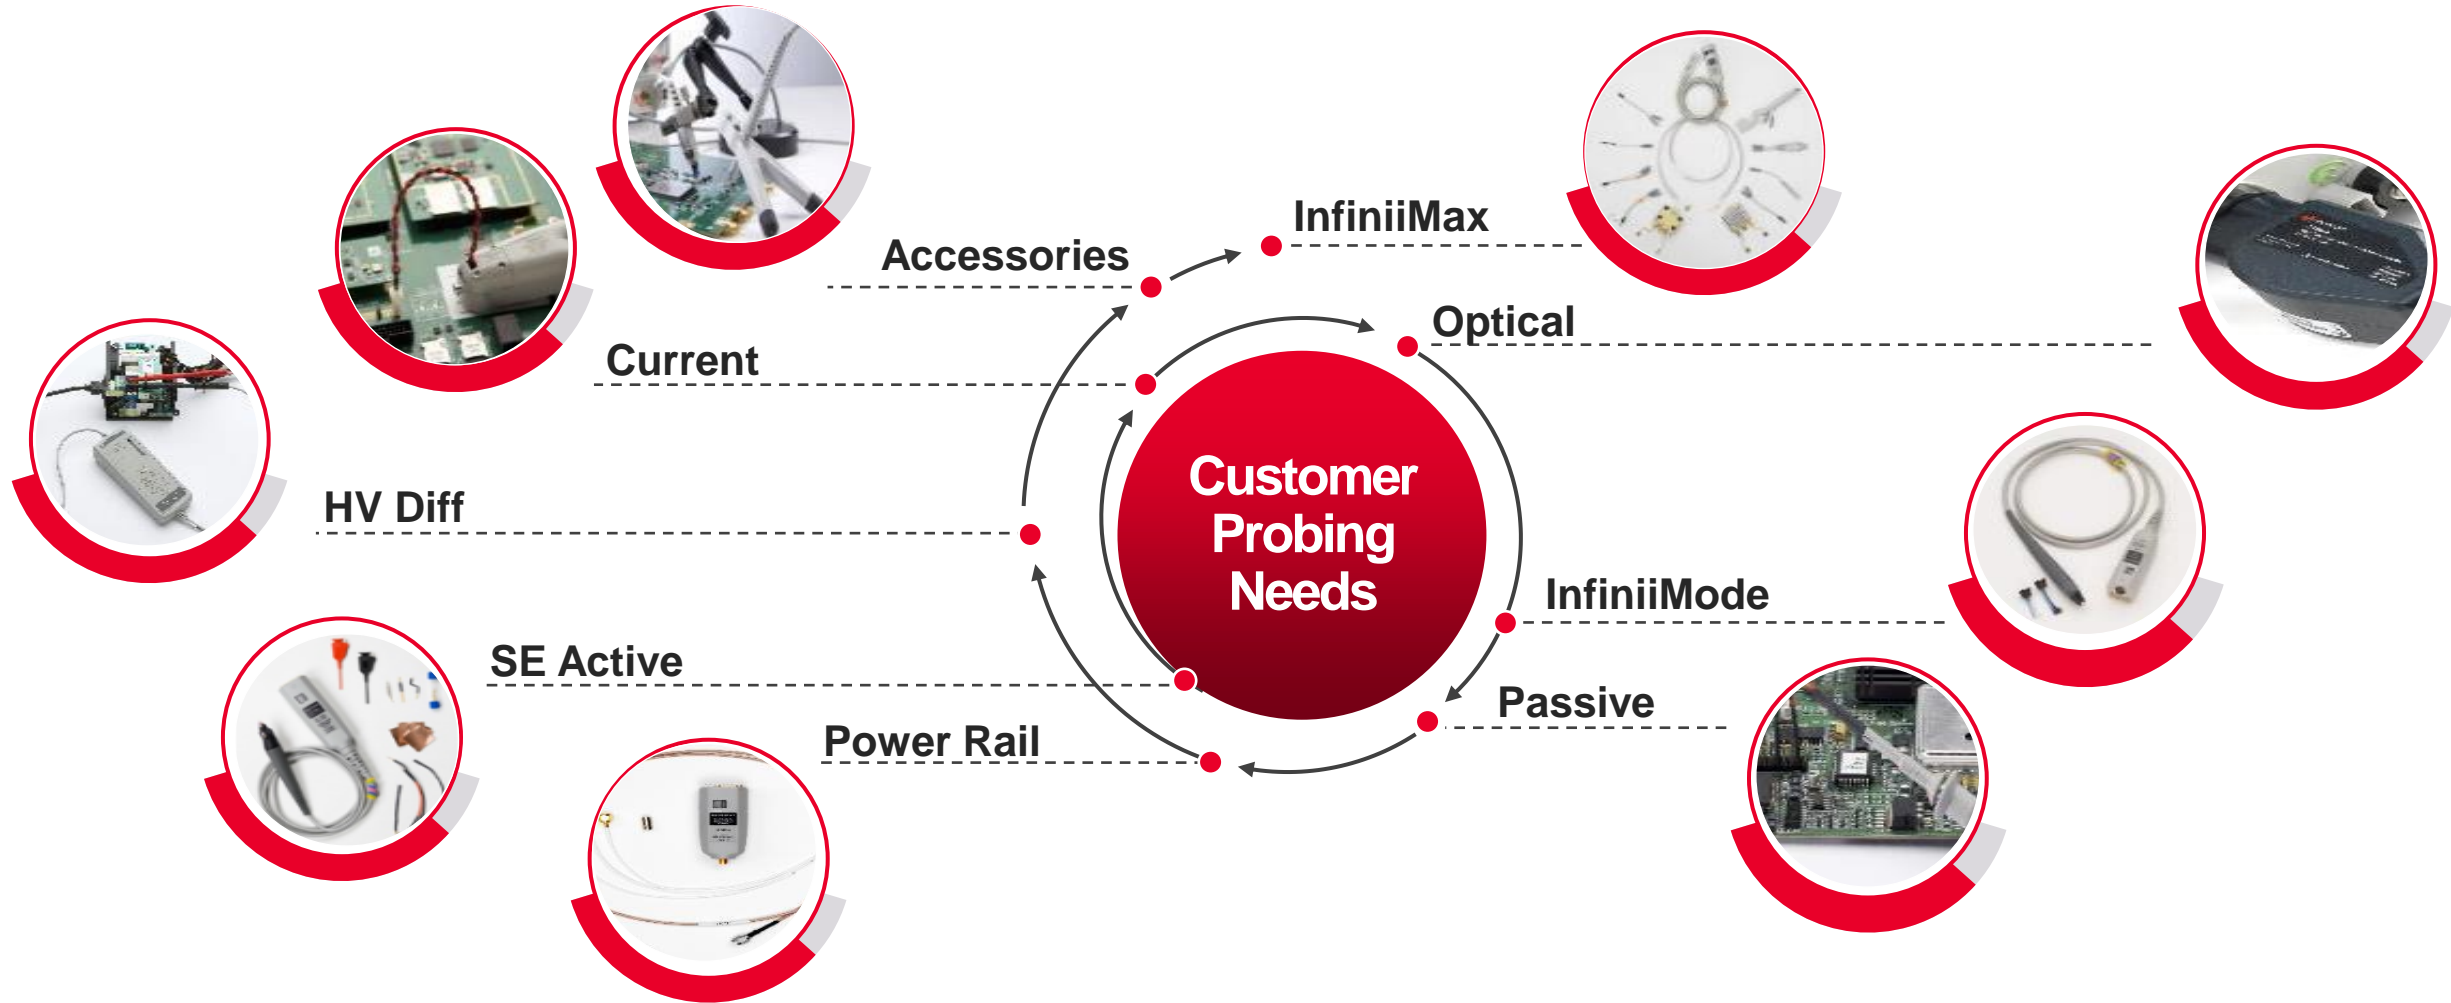 Accessories
InfiniiMax
Current
Optical
HV Diff
Customer
Probing
Needs
InfiniiMode
SE Active
Passive
Power Rail